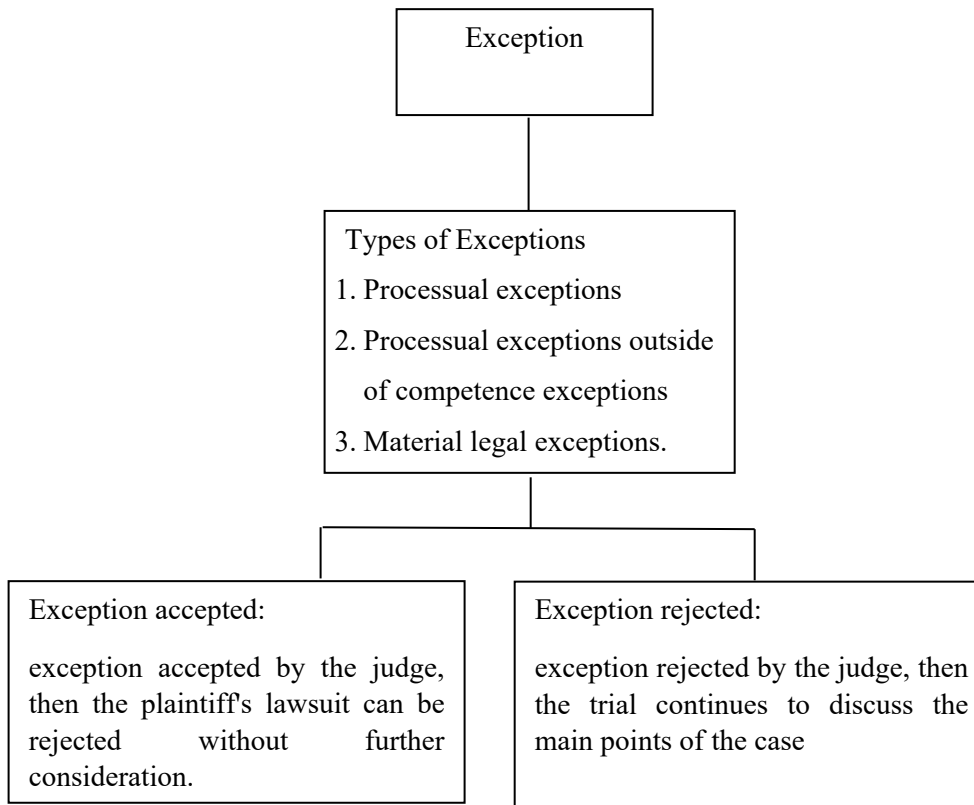 Exception
Types of Exceptions
1. Processual exceptions
2. Processual exceptions outside
of competence exceptions
3. Material legal exceptions.
Exception accepted:
exception accepted by the judge,
then the plaintiff's lawsuit can be
rejected without further
consideration.
Exception rejected:
exception rejected by the judge, then
the trial continues to discuss the
main points of the case